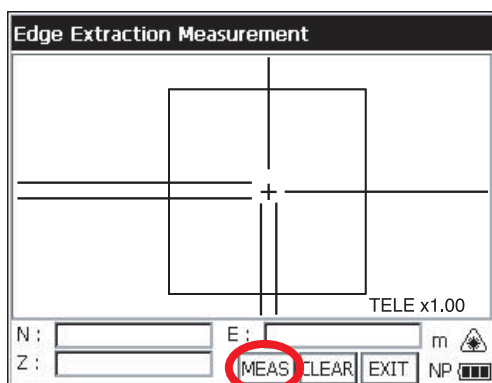 Edge Extraction Measurement
TELE x1.00
N : E : m
Z : MEAS CLEAR EXIT NP